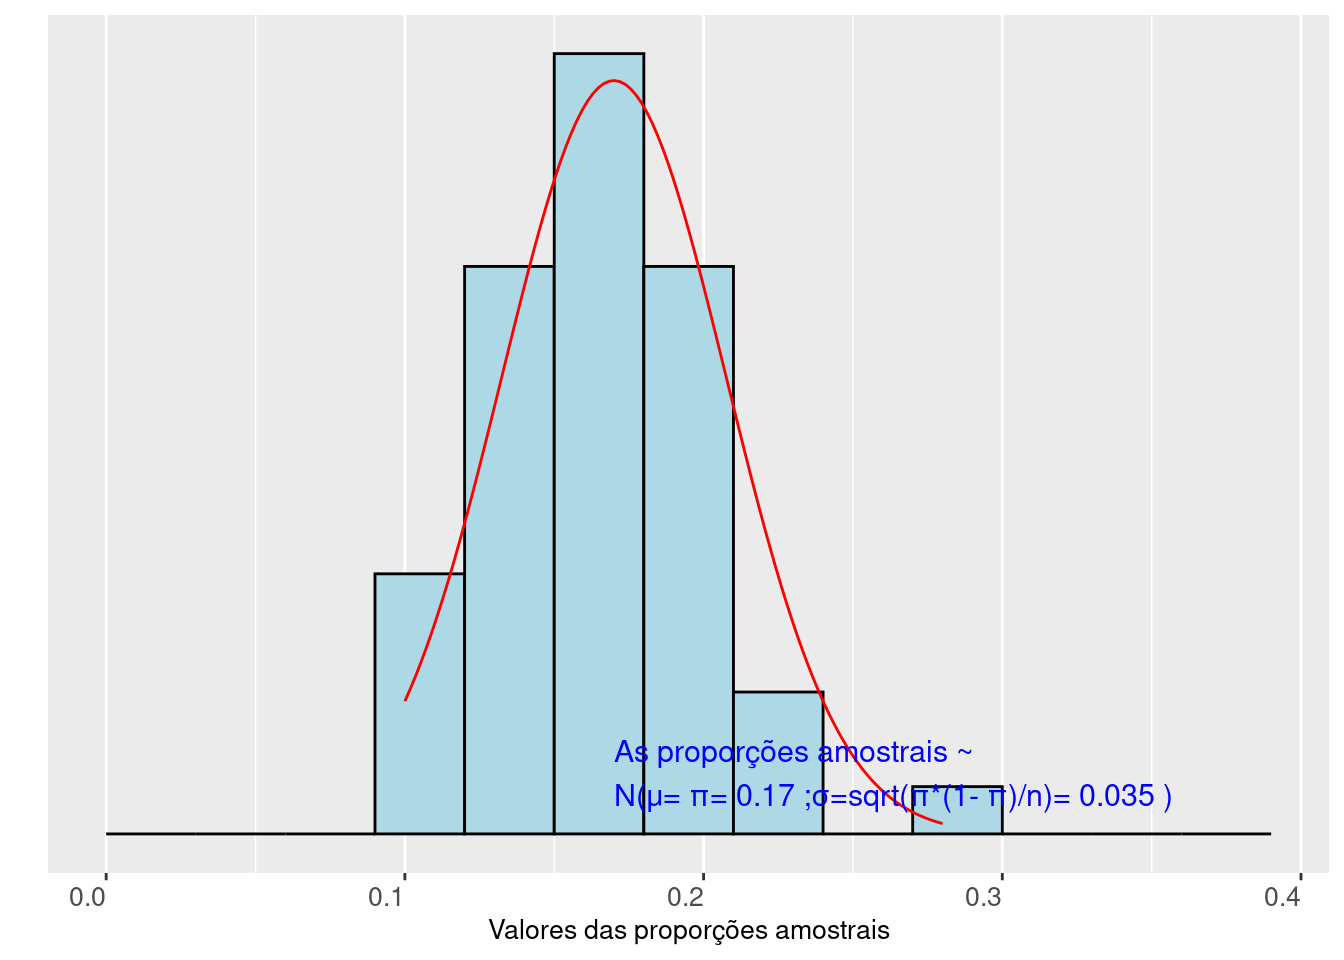 As proporções amostrais ~
N(μ= π= 0.17 ;σ=sqrt(π*(1- π)/n)= 0.035 )
0.0 0.1 0.2 0.3 0.4
Valores das proporções amostrais